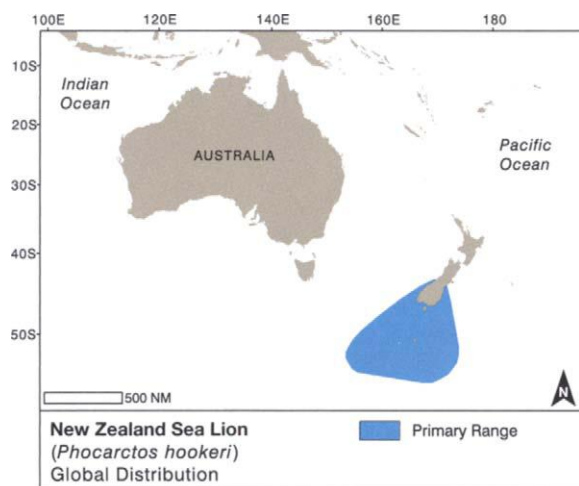 100E 120E 140E 160E 180
10S
Indian
Ocean
20S
Pacific
Ocean
AUSTRALIA
30S
40S
50S
500 NM
N
New Zealand Sea Lion
(Phocarctos hookeri)
Global Distribution
Primary Range